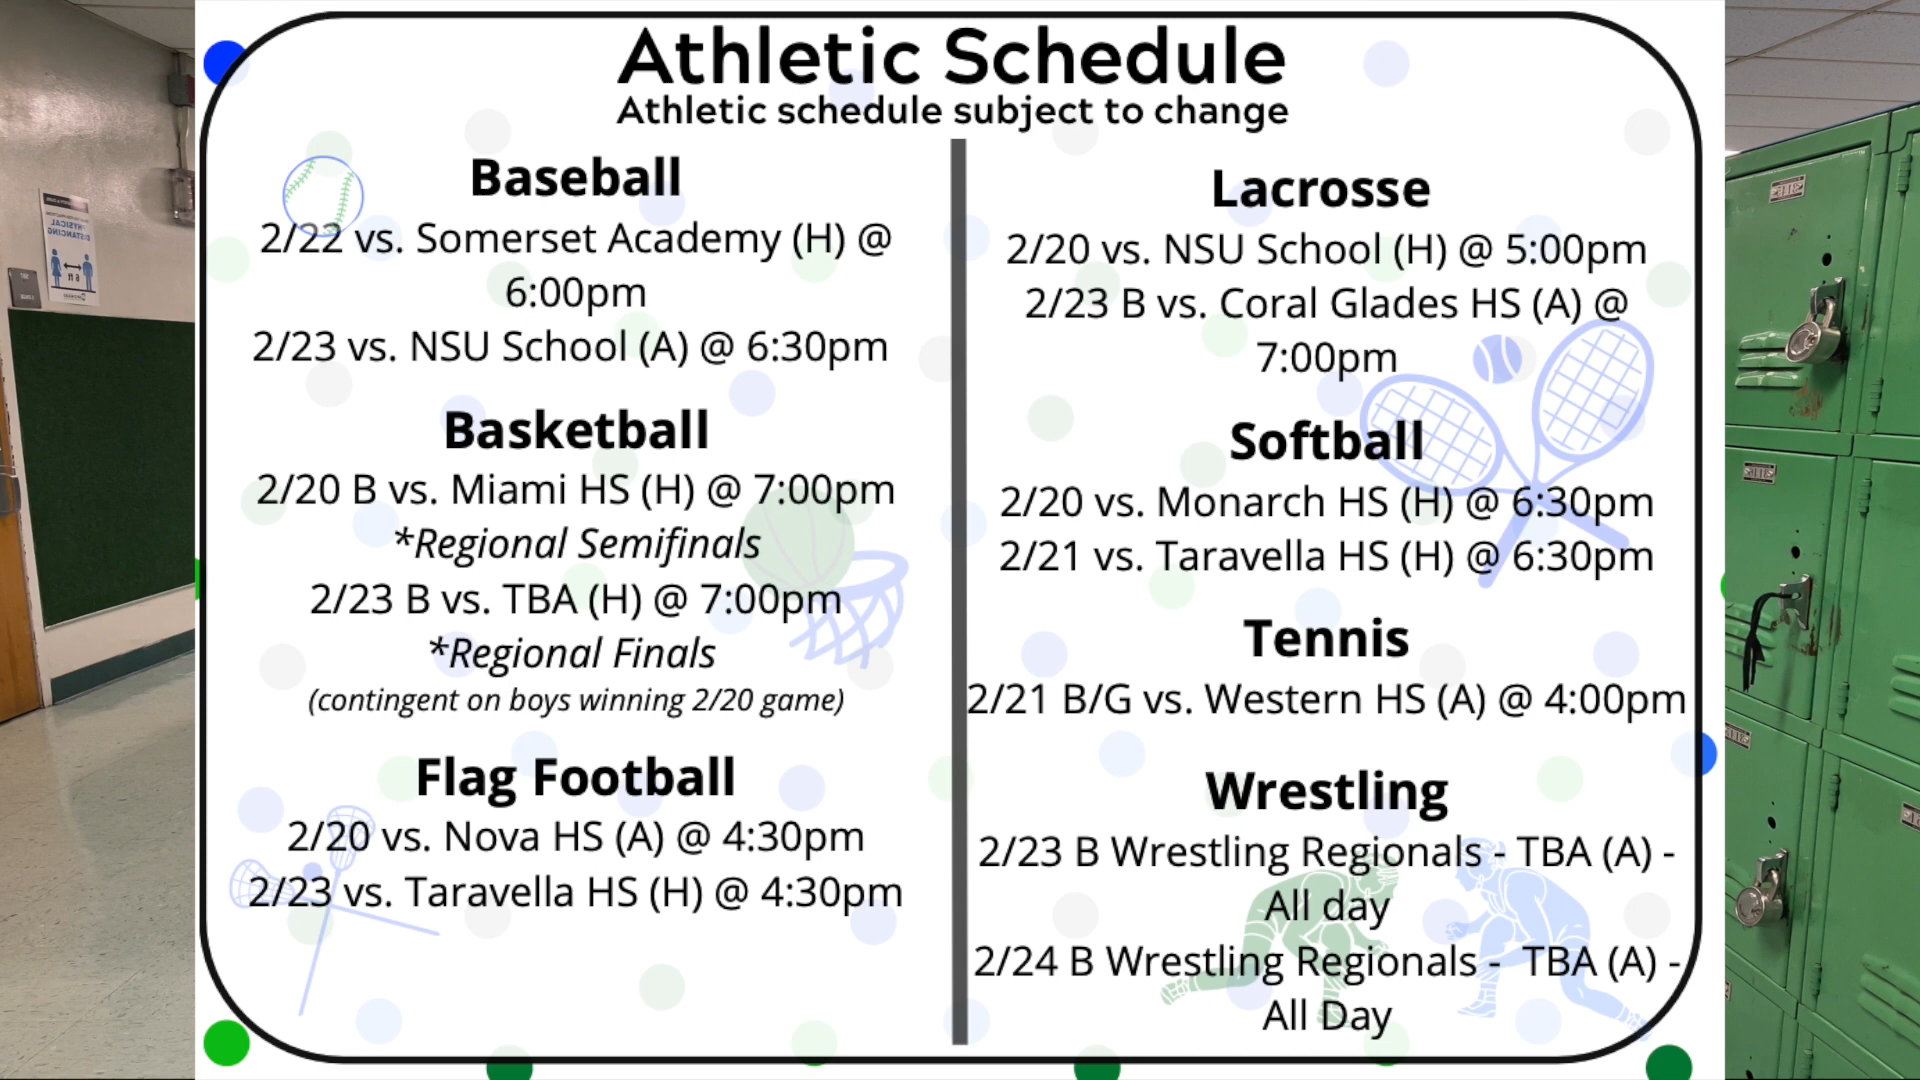 Athletic Schedule
Athletic schedule subject to change
Baseball
2/22 vs. Somerset Academy (H) @
6:00pm
2/23 vs. NSU School (A) @ 6:30pm
Basketball
2/20 B vs. Miami HS (H) @ 7:00pm
*Regional Semifinals
2/23 B vs. TBA (H) @ 7:00pm
*Regional Finals
(contingent on boys winning 2/20 game)
Flag Football
2/20 vs. Nova HS (A) @ 4:30pm
2/23 vs. Taravella HS (H) @ 4:30pm
Lacrosse
2/20 vs. NSU School (H) @ 5:00pm
2/23 B vs. Coral Glades HS (A) @
7:00pm
Softball
2/20 vs. Monarch HS (H) @ 6:30pm
2/21 vs. Taravella HS (H) @ 6:30pm
Tennis
2/21 B/G vs. Western HS (A) @ 4:00pm
Wrestling
2/23 B Wrestling Regionals - TBA (A) -
All day
2/24 B Wrestling Regionals -  TBA (A) -
All Day
PHYSICAL
DISTANCING
6 ft